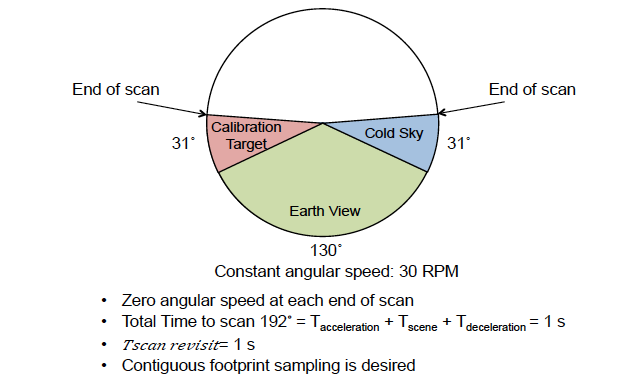 End of scan
End of scan
Calibration
Target
Cold Sky
31˚
31˚
Earth View
130˚
Constant angular speed: 30 RPM
• Zero angular speed at each end of scan
• Total Time to scan 192˚ = Tacceleration + Tscene + Tdeceleration = 1 s
• Tscan revisit= 1 s
• Contiguous footprint sampling is desired